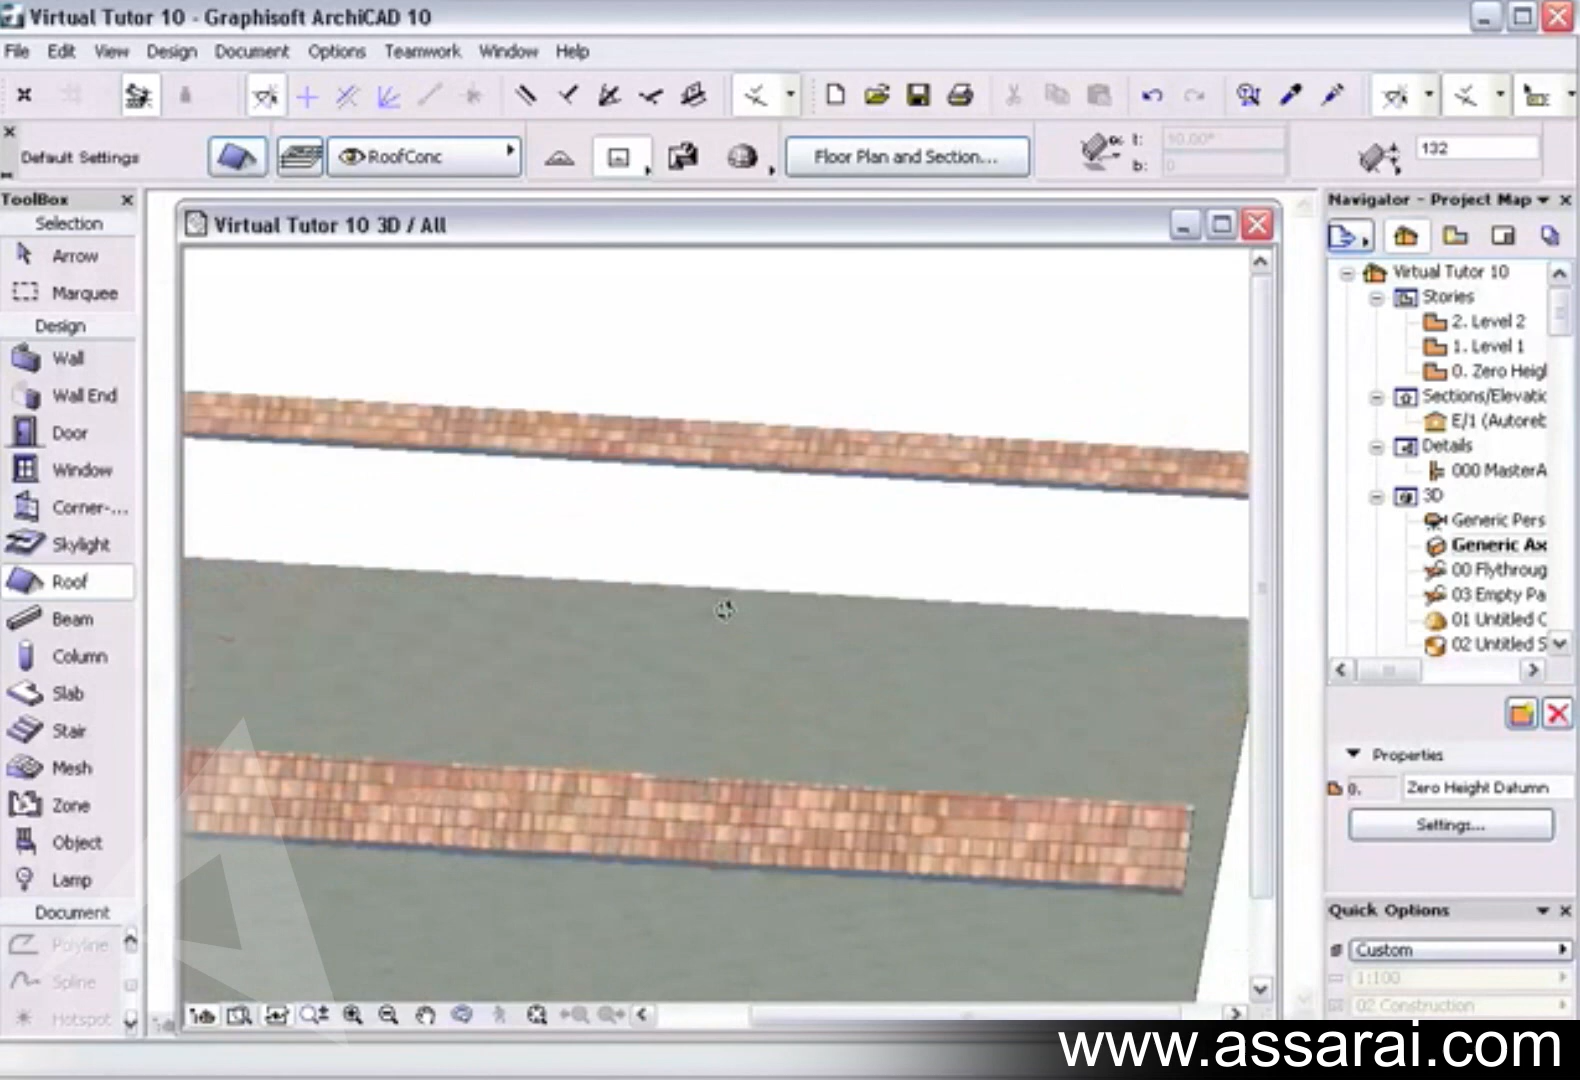 Virtual Tutor 10 - Graphisoft ArchiCAD 10
File Edit View Design Document Options Teamwork Window Help
Default Settings
RoofConc
Floor Plan and Section...
α: t: 10.00°
b: 0
132
ToolBox
Selection
Arrow
Marquee
Design
Wall
Wall End
Door
Window
Corner-...
Skylight
Roof
Beam
Column
Slab
Stair
Mesh
Zone
Object
Lamp
Document
Polyline
Spline
Hotspot
Virtual Tutor 10 3D / All
Navigator - Project Map
Virtual Tutor 10
Stories
2. Level 2
1. Level 1
0. Zero Heigl
Sections/Elevatic
E/1 (Autoret
Details
000 MasterA
3D
Generic Pers
Generic Ax
00 Flythroug
03 Empty Pa
01 Untitled C
02 Untitled S
Properties
0. Zero Height Datumn
Settings...
Quick Options
Custom
1:100
02 Construction
www.assarai.com